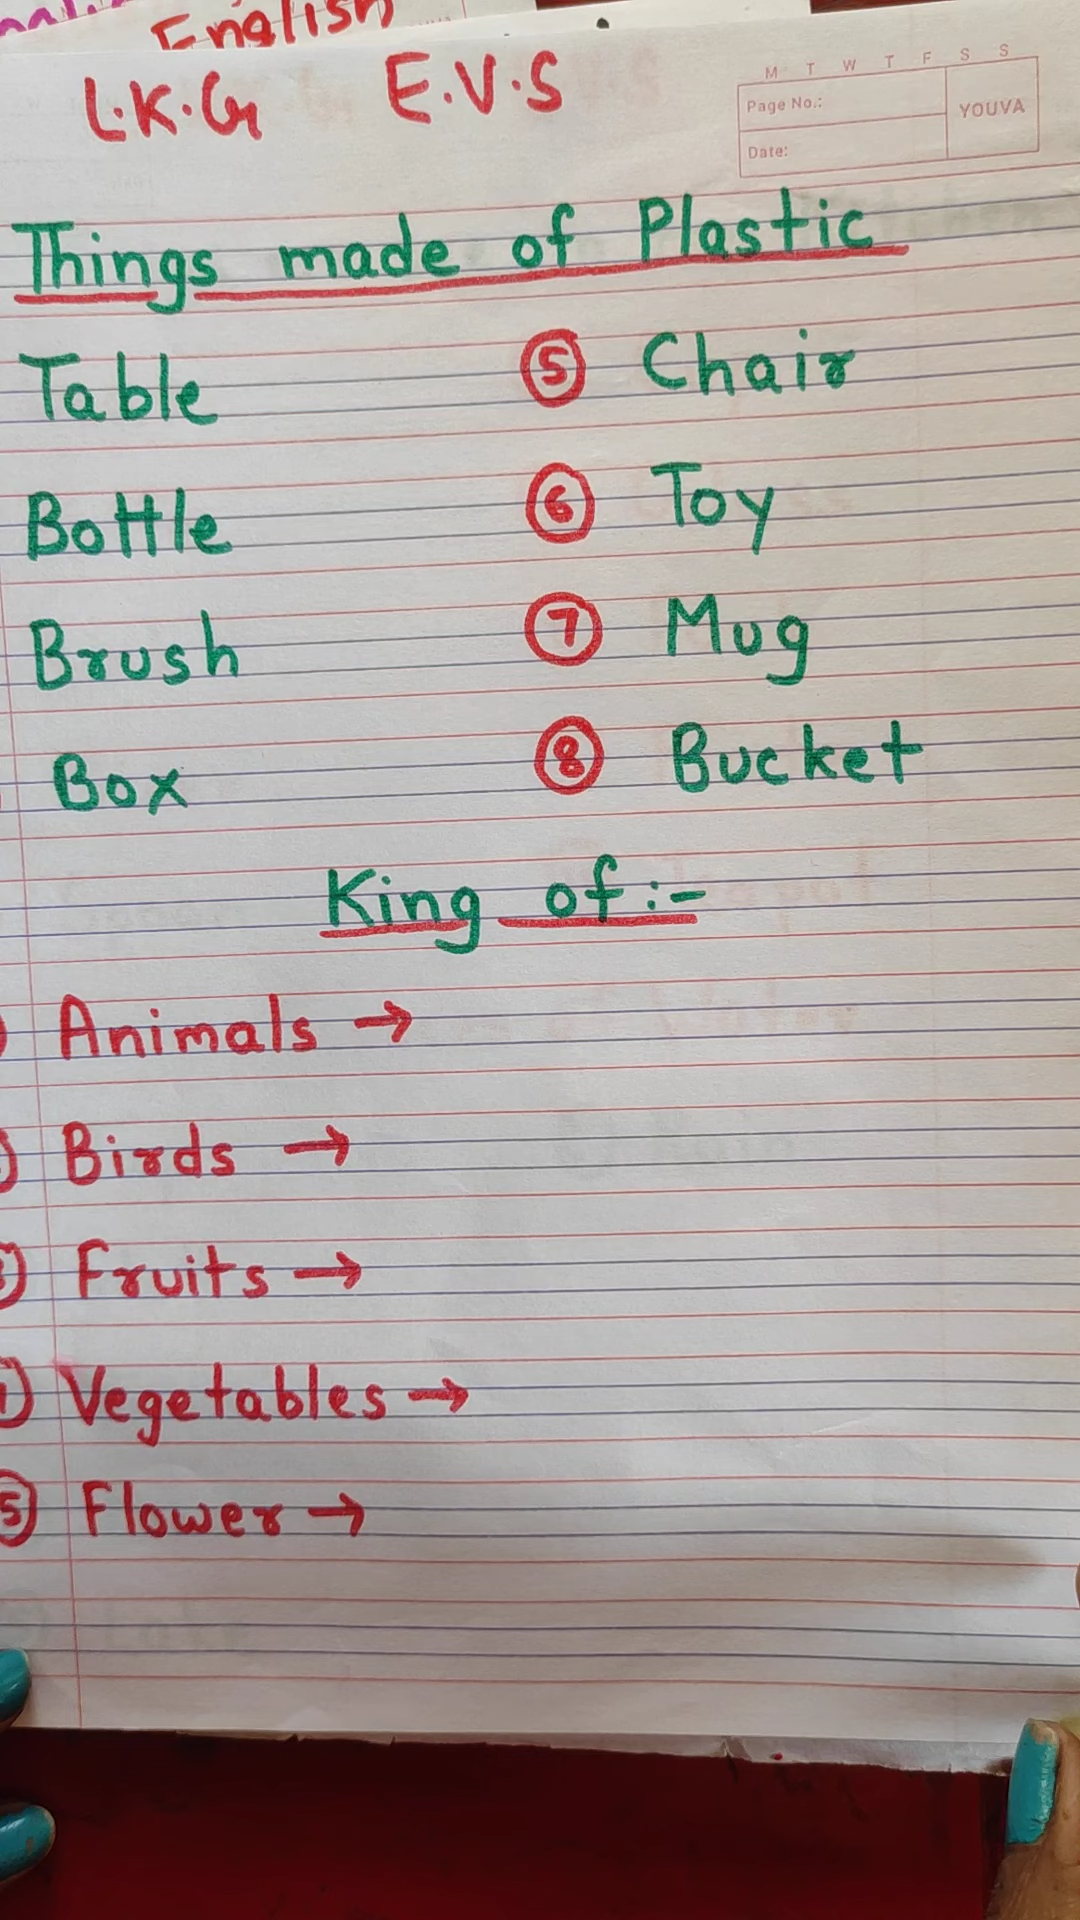 English
L.K.G E.V.S
M T W T F S S
Page No.:
YOUVA
Date:
Things made of Plastic
Table ⑤ Chair
Bottle ⑥ Toy
Brush ⑦ Mug
Box ⑧ Bucket
King of :-
Animals →
Birds →
Fruits →
Vegetables →
⑤ Flower →